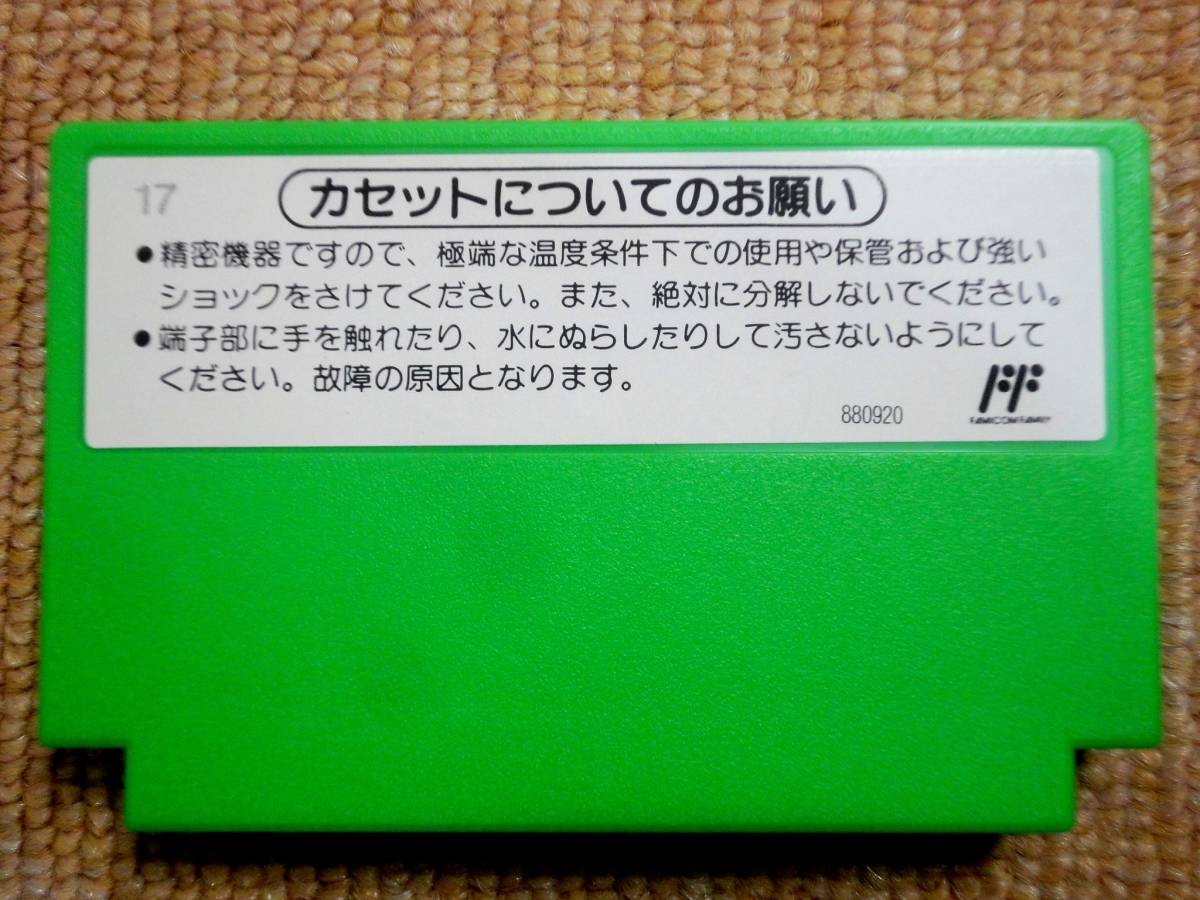 17
カセットについてのお願い
●精密機器ですので、極端な温度条件下での使用や保管および強い
ショックをさけてください。また、絶対に分解しないでください。
●端子部に手を触れたり、水にぬらしたりして汚さないようにして
ください。故障の原因となります。
880920
FF
FAMICOM FAMILY